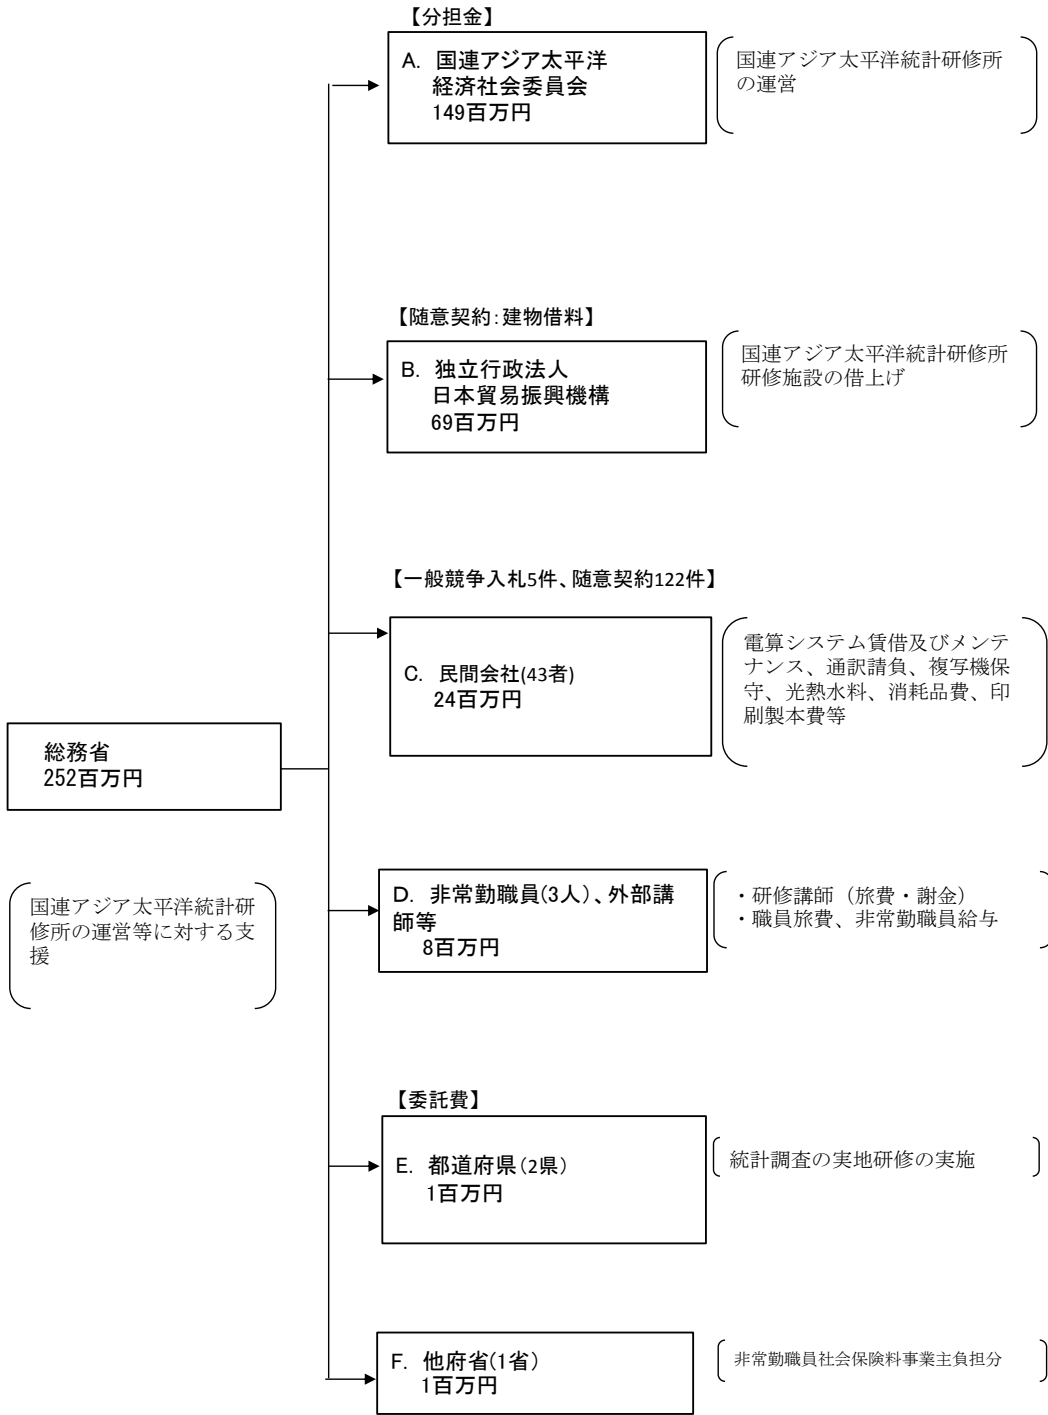 【分担金】
A. 国連アジア太平洋
経済社会委員会
149百万円
国連アジア太平洋統計研修所
の運営
【随意契約:建物借料】
B. 独立行政法人
日本貿易振興機構
69百万円
国連アジア太平洋統計研修所
研修施設の借上げ
【一般競争入札5件、随意契約122件】
C. 民間会社(43者)
24百万円
電算システム賃借及びメンテ
ナンス、通訳請負、複写機保
守、光熱水料、消耗品費、印
刷製本費等
総務省
252百万円
国連アジア太平洋統計研
修所の運営等に対する支
援
D. 非常勤職員(3人)、外部講
師等
8百万円
・研修講師（旅費・謝金）
・職員旅費、非常勤職員給与
【委託費】
E. 都道府県(2県)
1百万円
統計調査の実地研修の実施
F. 他府省(1省)
1百万円
非常勤職員社会保険料事業主負担分